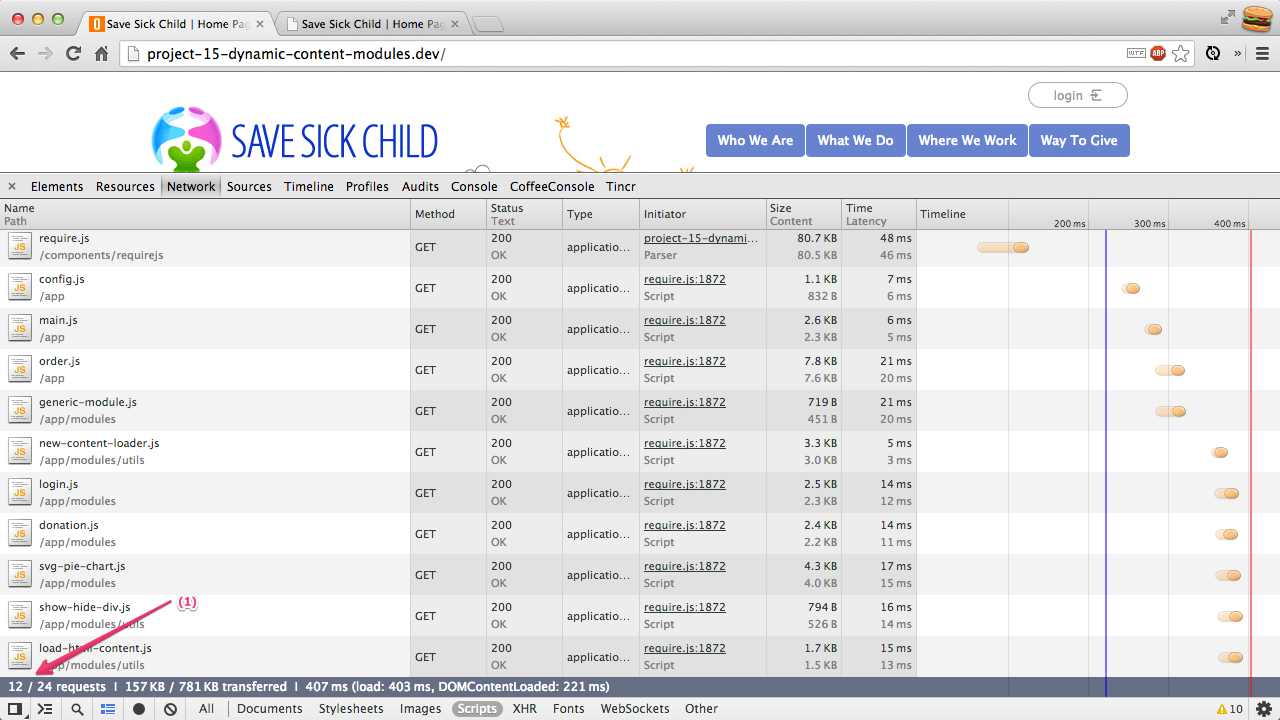 Save Sick Child | Home Pag
Save Sick Child | Home Pag
project-15-dynamic-content-modules.dev/
WTF ABP »
login
SAVE SICK CHILD
Who We Are What We Do Where We Work Way To Give
× Elements Resources Network Sources Timeline Profiles Audits Console CoffeeConsole Tincr
Name Method Status Type Initiator Size Time Timeline
Path Text Content Latency 200 ms 300 ms 400 ms
require.js GET 200 applicatio... project-15-dynami... 80.7 KB 48 ms
/components/requirejs OK Parser 80.5 KB 46 ms
config.js GET 200 applicatio... require.js:1872 1.1 KB 7 ms
/app OK Script 832 B 6 ms
main.js GET 200 applicatio... require.js:1872 2.6 KB 6 ms
/app OK Script 2.3 KB 5 ms
order.js GET 200 applicatio... require.js:1872 7.8 KB 21 ms
/app OK Script 7.6 KB 20 ms
generic-module.js GET 200 applicatio... require.js:1872 719 B 21 ms
/app/modules OK Script 451 B 20 ms
new-content-loader.js GET 200 applicatio... require.js:1872 3.3 KB 5 ms
/app/modules/utils OK Script 3.0 KB 3 ms
login.js GET 200 applicatio... require.js:1872 2.5 KB 14 ms
/app/modules OK Script 2.3 KB 12 ms
donation.js GET 200 applicatio... require.js:1872 2.4 KB 14 ms
/app/modules OK Script 2.2 KB 11 ms
svg-pie-chart.js GET 200 applicatio... require.js:1872 4.3 KB 17 ms
/app/modules OK Script 4.0 KB 15 ms
(1)
show-hide-div.js GET 200 applicatio... require.js:1872 794 B 16 ms
/app/modules/utils OK Script 526 B 14 ms
load-html-content.js GET 200 applicatio... require.js:1872 1.7 KB 15 ms
/app/modules/utils OK Script 1.5 KB 13 ms
12 / 24 requests | 157 KB / 781 KB transferred | 407 ms (load: 403 ms, DOMContentLoaded: 221 ms)
All Documents Stylesheets Images Scripts XHR Fonts WebSockets Other 10